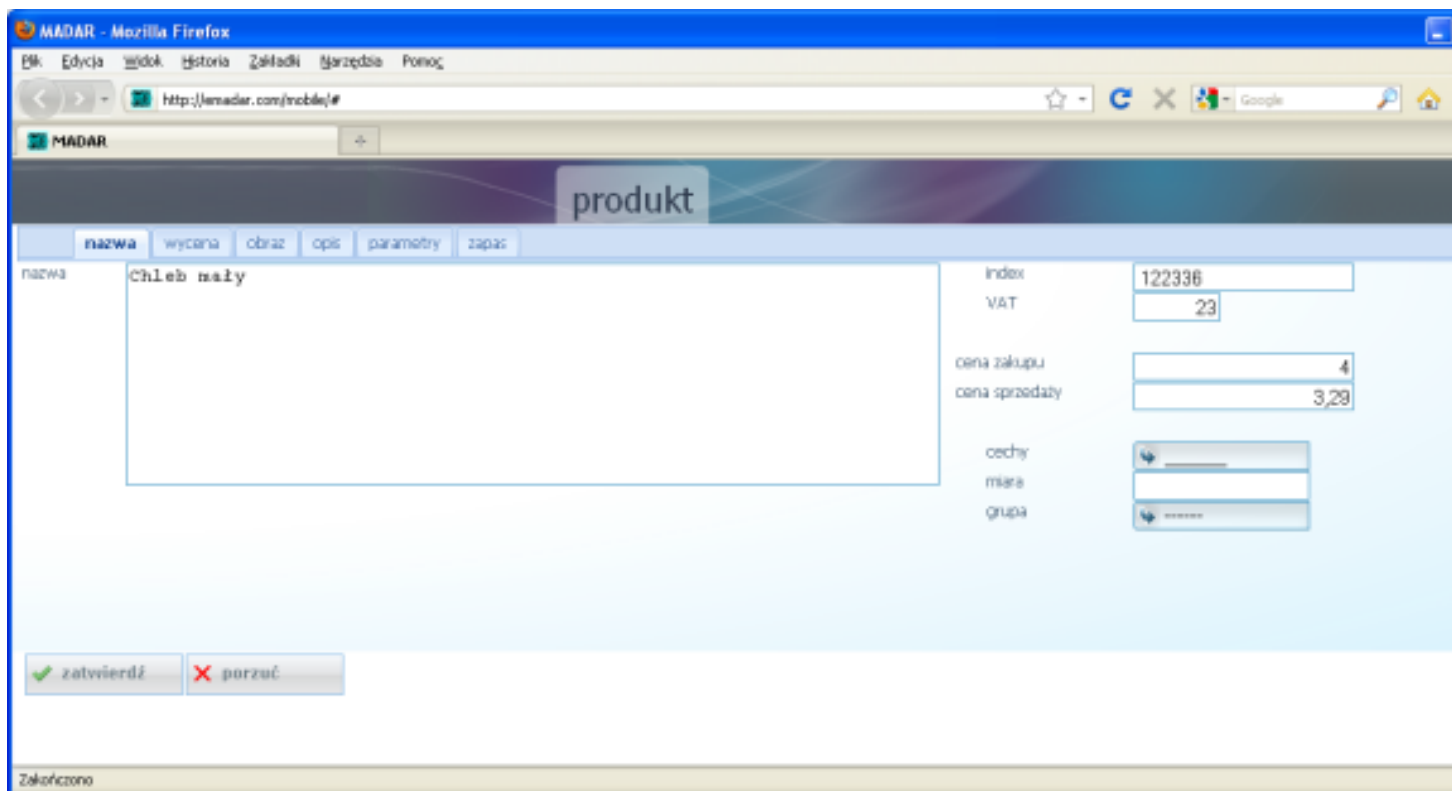 MADAR - Mozilla Firefox
Plik Edycja Widok Historia Zakładki Narzędzia Pomoc
http://emadar.com/mobile/# Google
MADAR
produkt
nazwa wycena obraz opis parametry zapas
nazwa Chleb mały index 122336
VAT 23
cena zakupu 4
cena sprzedaży 3,29
cechy _______
miara
grupa ------
zatwierdź porzuć
Zakończono